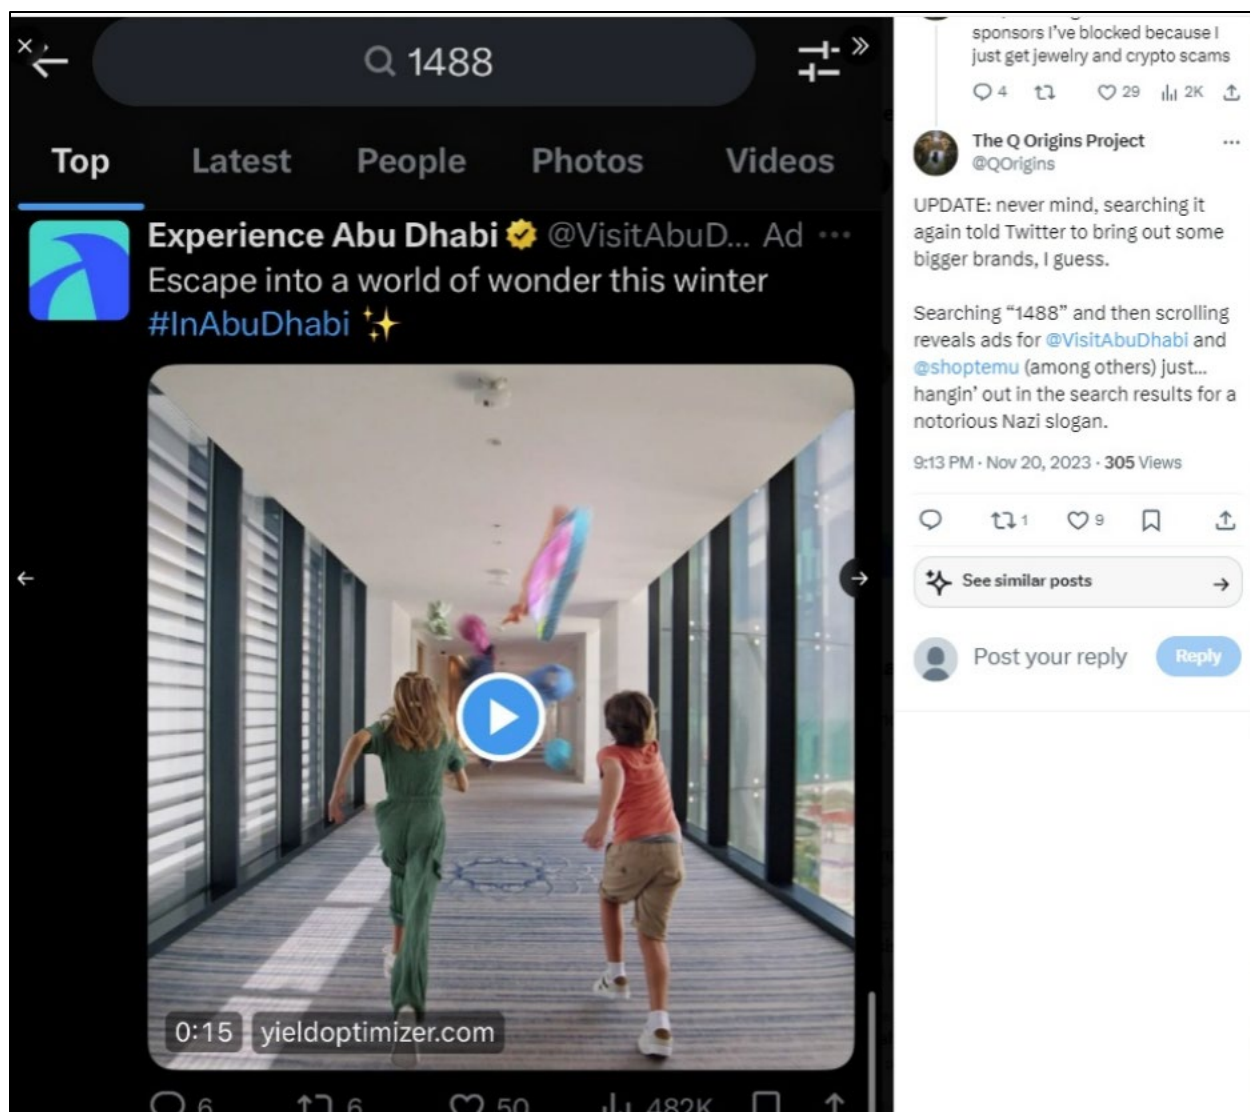 1488
Top Latest People Photos Videos
Experience Abu Dhabi @VisitAbuD... Ad
Escape into a world of wonder this winter
#InAbuDhabi
0:15 yieldoptimizer.com
6 6 50 482K
sponsors I've blocked because I
just get jewelry and crypto scams
4 29 2K
The Q Origins Project
@QOrigins
UPDATE: never mind, searching it
again told Twitter to bring out some
bigger brands, I guess.
Searching “1488” and then scrolling
reveals ads for @VisitAbuDhabi and
@shoptemu (among others) just...
hangin’ out in the search results for a
notorious Nazi slogan.
9:13 PM · Nov 20, 2023 · 305 Views
1 9
See similar posts
Post your reply Reply